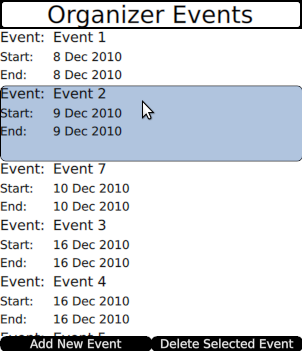 Organizer Events
Event: Event 1
Start: 8 Dec 2010
End: 8 Dec 2010
Event: Event 2
Start: 9 Dec 2010
End: 9 Dec 2010
Event: Event 7
Start: 10 Dec 2010
End: 10 Dec 2010
Event: Event 3
Start: 16 Dec 2010
End: 16 Dec 2010
Event: Event 4
Start: 16 Dec 2010
End: 16 Dec 2010
Event: Event 5
Add New Event Delete Selected Event